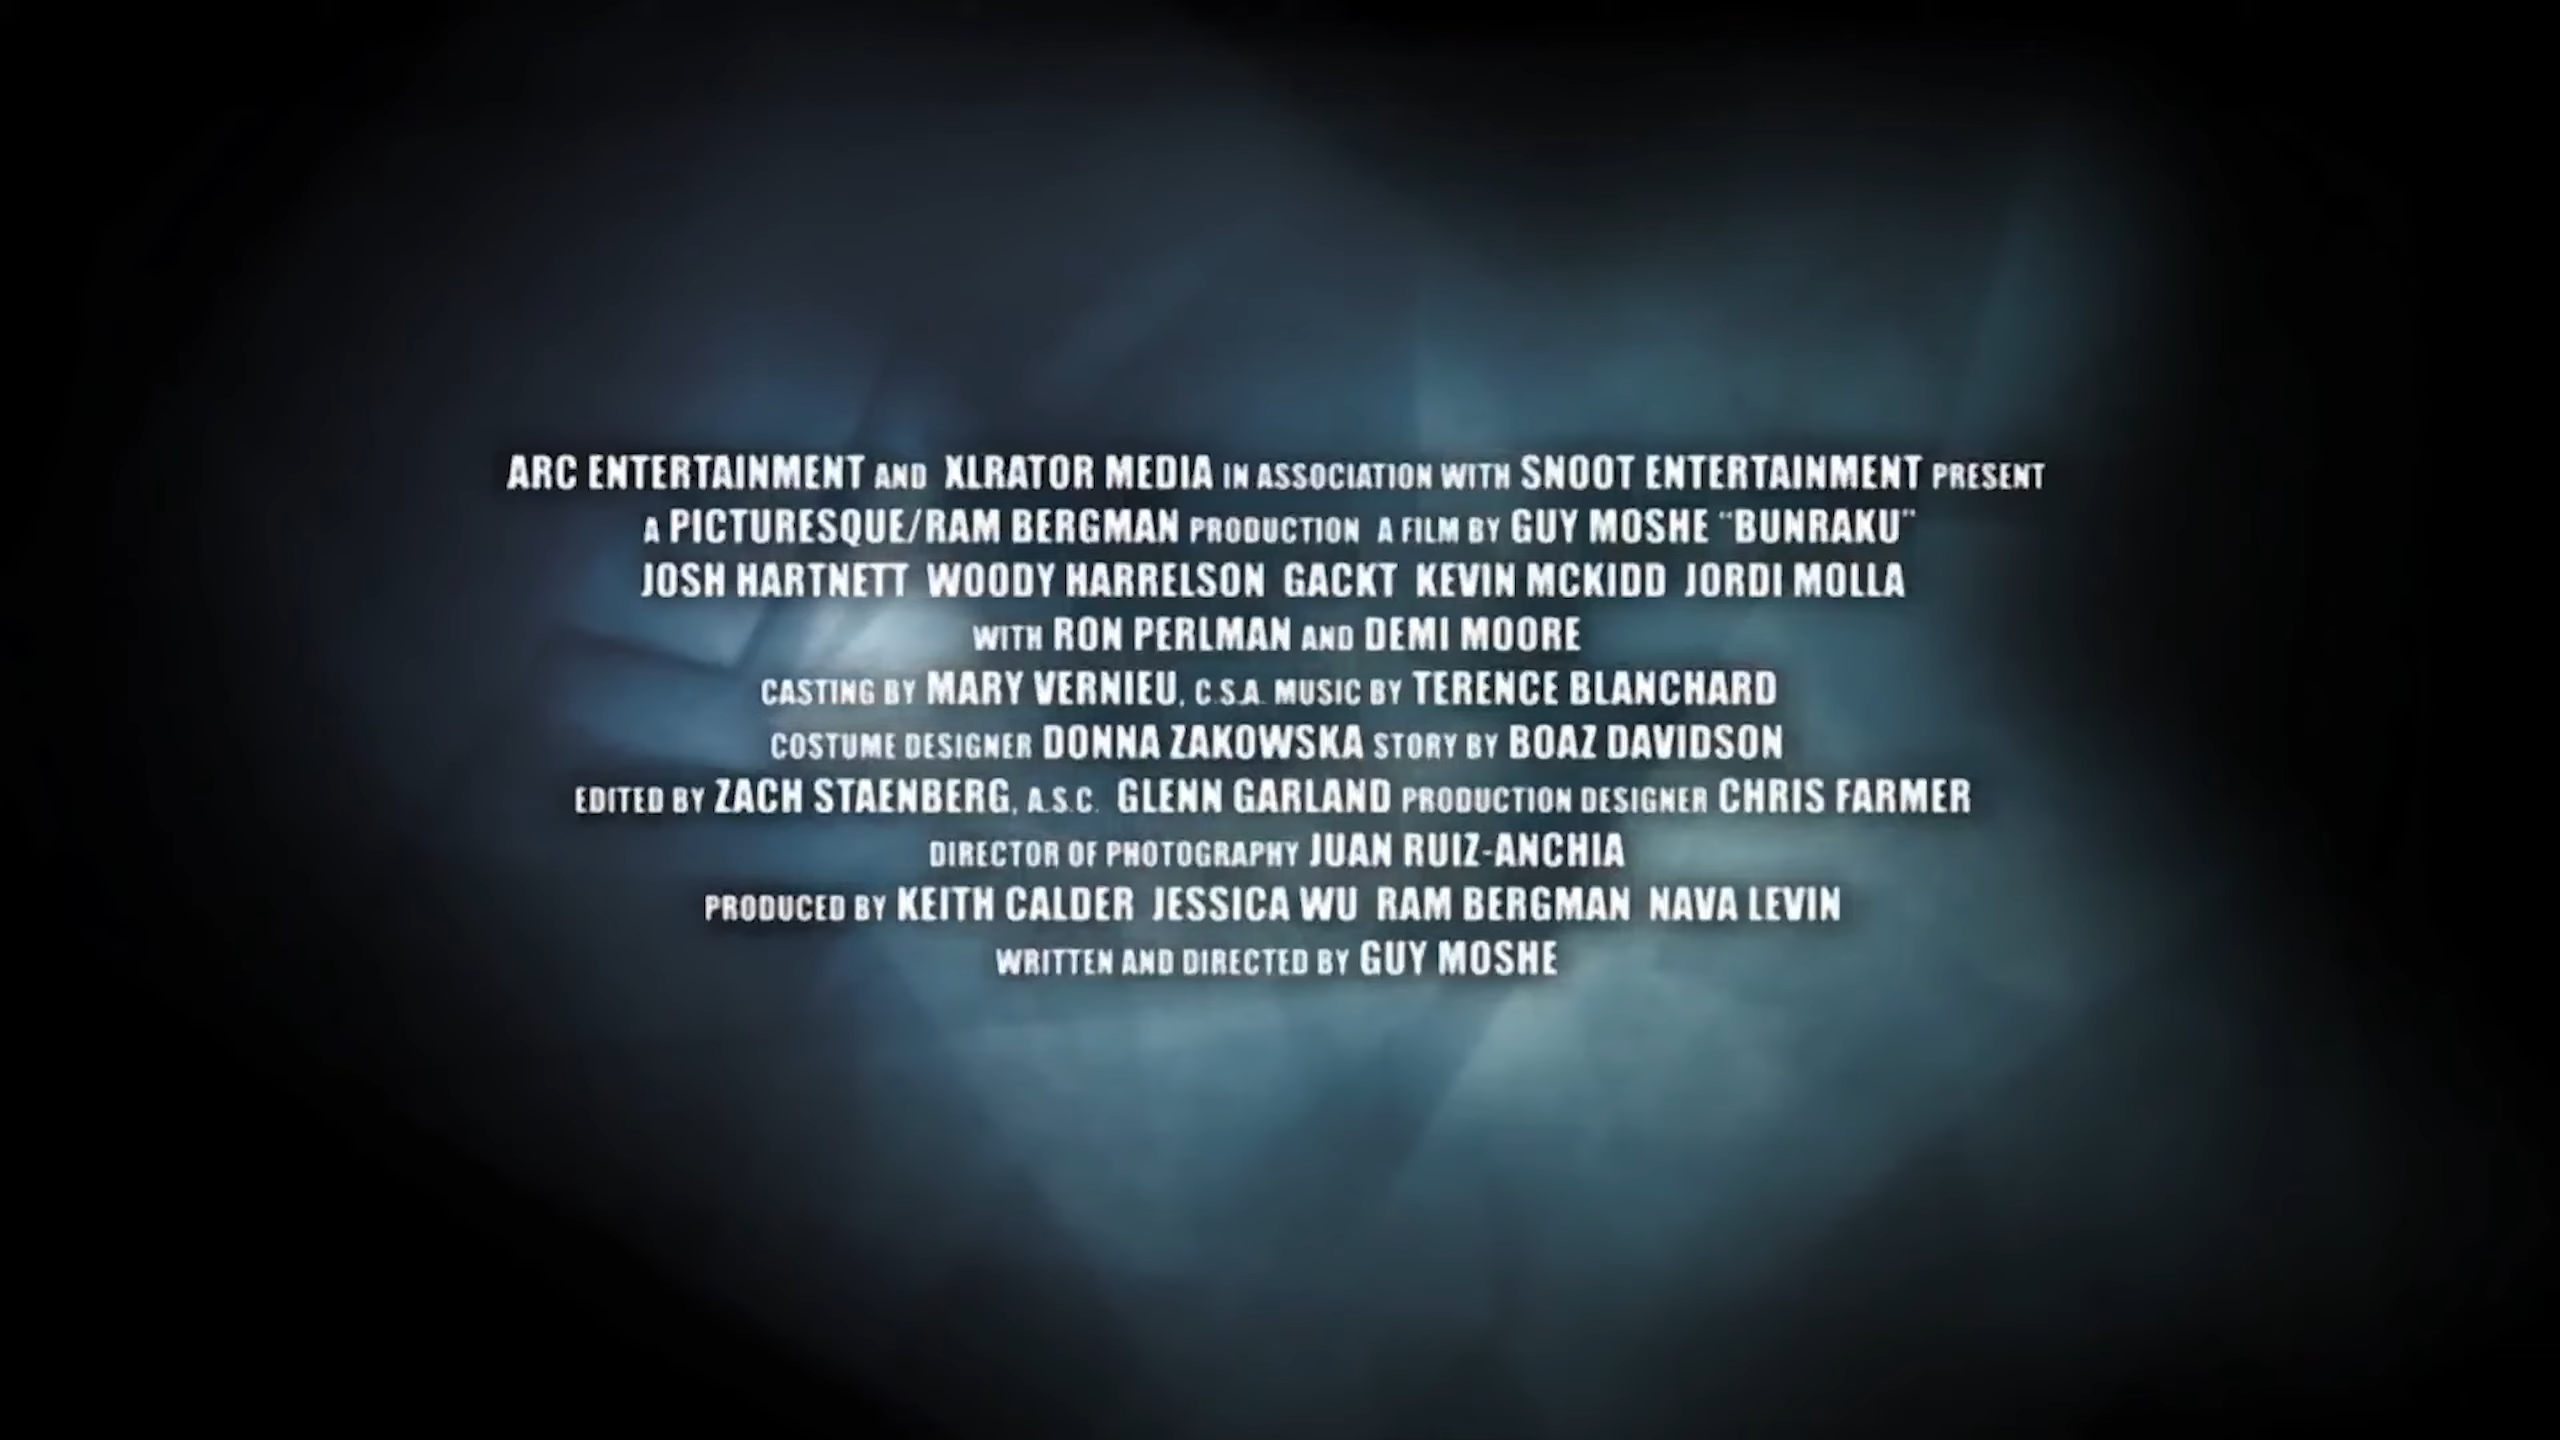 ARC ENTERTAINMENT AND XLRATOR MEDIA IN ASSOCIATION WITH SNOOT ENTERTAINMENT PRESENT
A PICTURESQUE/RAM BERGMAN PRODUCTION A FILM BY GUY MOSHE "BUNRAKU"
JOSH HARTNETT WOODY HARRELSON GACKT KEVIN MCKIDD JORDI MOLLA
WITH RON PERLMAN AND DEMI MOORE
CASTING BY MARY VERNIEU, C.S.A. MUSIC BY TERENCE BLANCHARD
COSTUME DESIGNER DONNA ZAKOWSKA STORY BY BOAZ DAVIDSON
EDITED BY ZACH STAENBERG, A.S.C. GLENN GARLAND PRODUCTION DESIGNER CHRIS FARMER
DIRECTOR OF PHOTOGRAPHY JUAN RUIZ-ANCHIA
PRODUCED BY KEITH CALDER JESSICA WU RAM BERGMAN NAVA LEVIN
WRITTEN AND DIRECTED BY GUY MOSHE